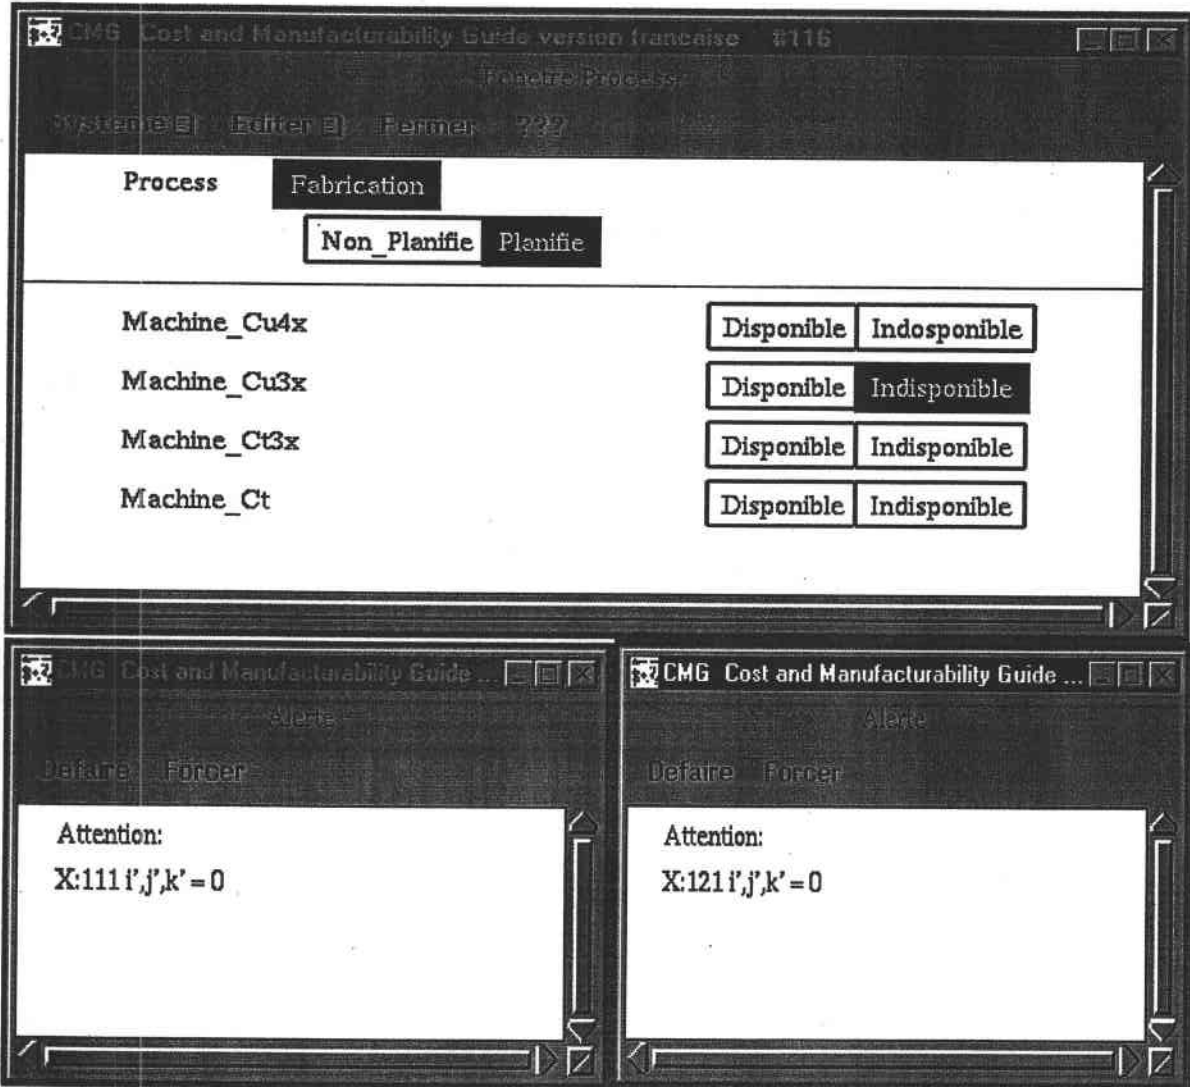 CMG Cost and Manufacturability Guide version francaise #116
Fenetre Process
Systeme Editer Fermer ???
Process Fabrication
Non_Planifie Planifie
Machine_Cu4x Disponible Indosponible
Machine_Cu3x Disponible Indisponible
Machine_Ct3x Disponible Indisponible
Machine_Ct Disponible Indisponible
CMG Cost and Manufacturability Guide ...
Alerte
Defaire Forcer
Attention:
X:111 i',j',k' = 0
CMG Cost and Manufacturability Guide ...
Alerte
Defaire Forcer
Attention:
X:121 i',j',k' = 0